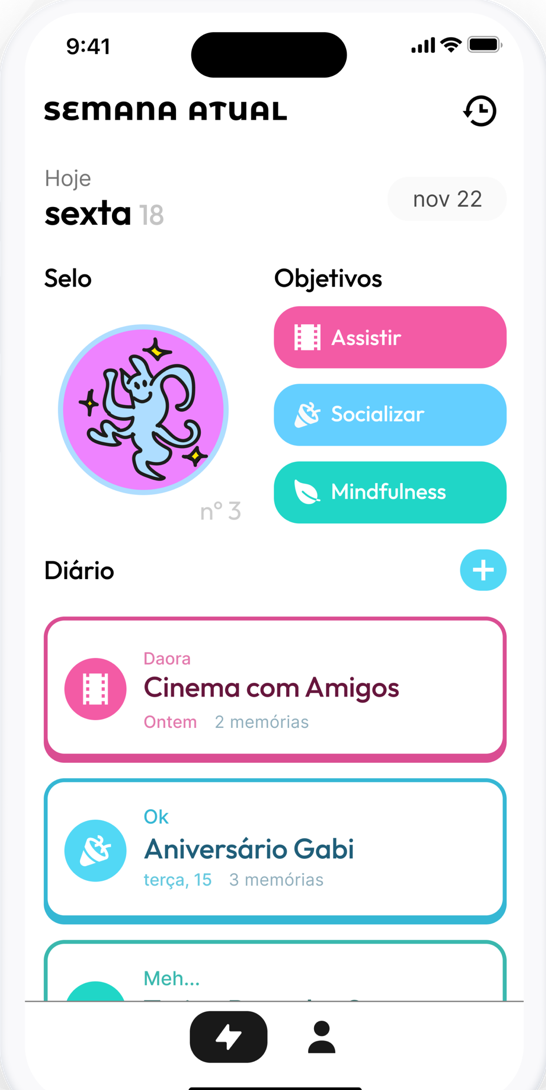 9:41
SEMANA ATUAL
Hoje
sexta 18
nov 22
Selo
Objetivos
Assistir
Socializar
Mindfulness
nº 3
Diário
Daora
Cinema com Amigos
Ontem 2 memórias
Ok
Aniversário Gabi
terça, 15 3 memórias
Meh...